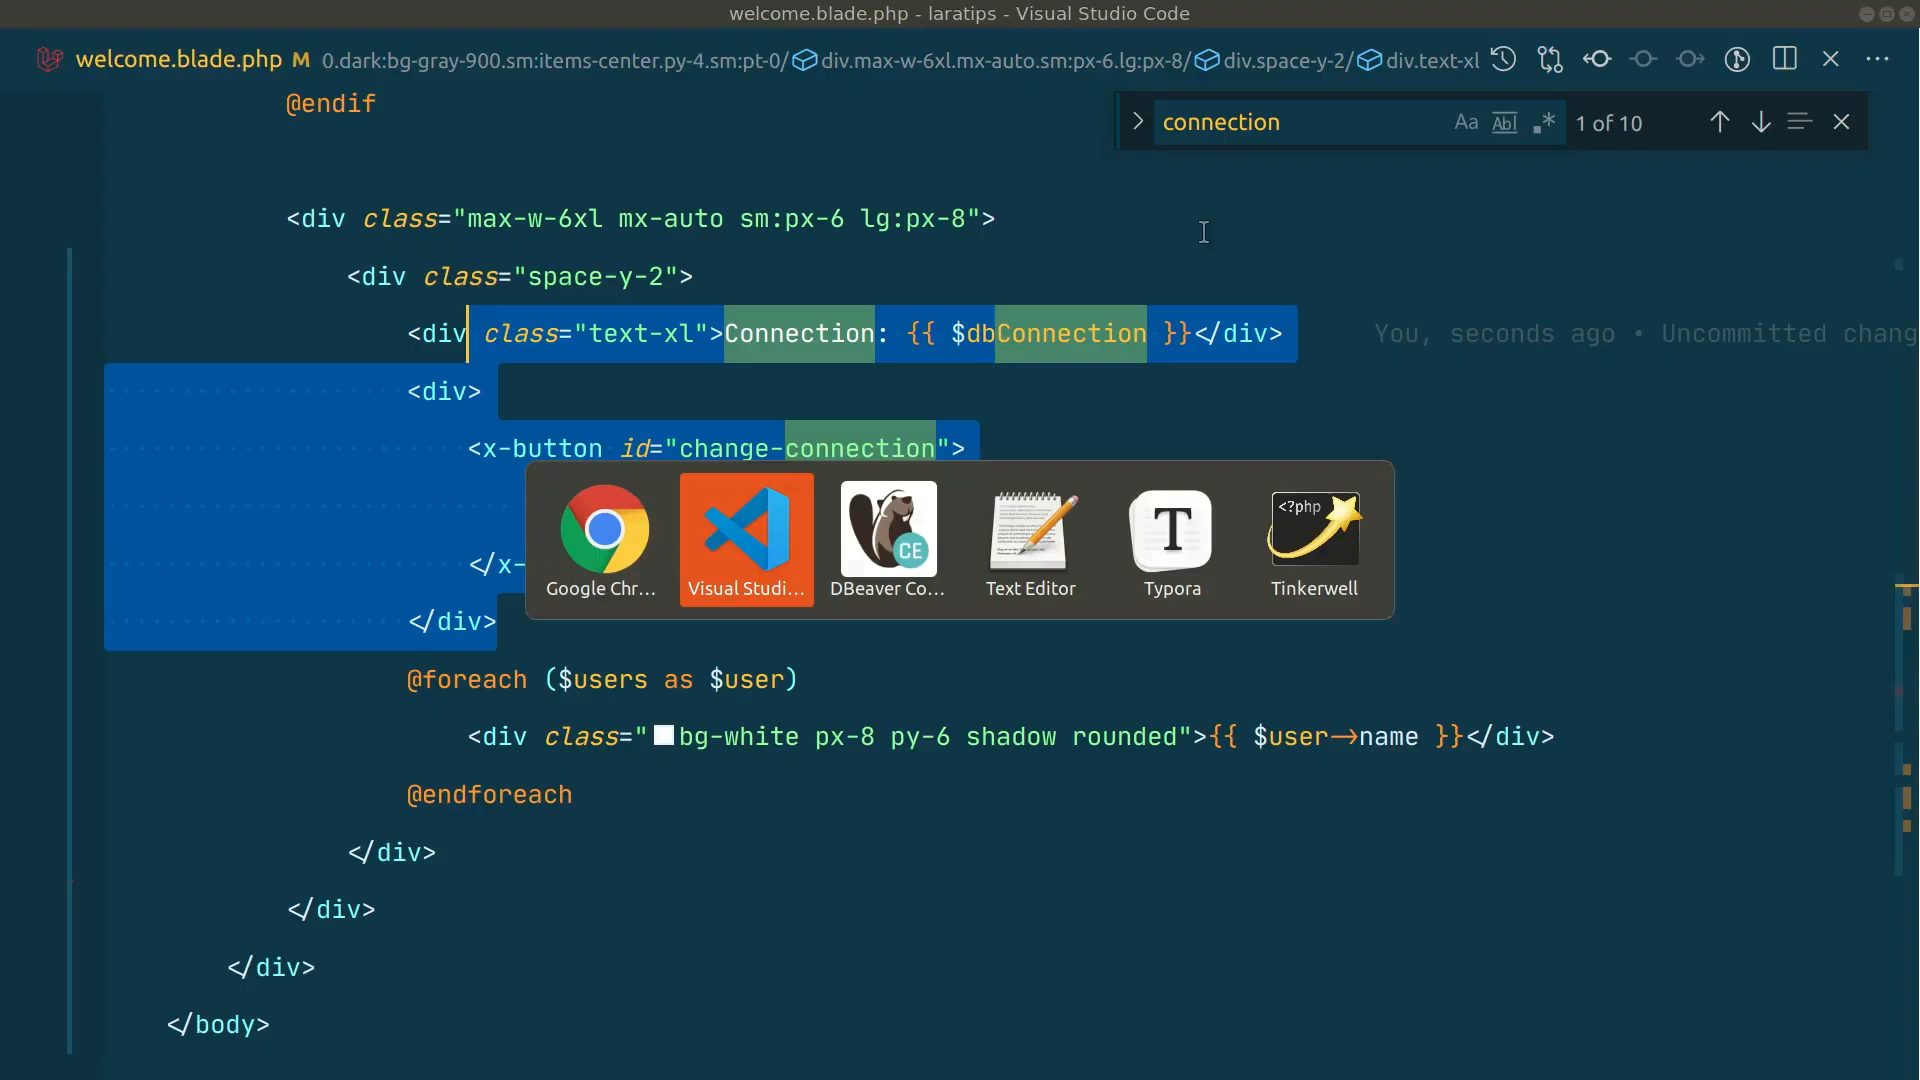 welcome.blade.php - laratips - Visual Studio Code
welcome.blade.php M 0.dark:bg-gray-900.sm:items-center.py-4.sm:pt-0/ div.max-w-6xl.mx-auto.sm:px-6.lg:px-8/ div.space-y-2/ div.text-xl
@endif
connection Aa Abl .* 1 of 10
<div class="max-w-6xl mx-auto sm:px-6 lg:px-8">
<div class="space-y-2">
<div class="text-xl">Connection: {{ $dbConnection }}</div> You, seconds ago • Uncommitted chang
<div>
<x-button id="change-connection">
</x-
</div>
Google Chr... Visual Studi... DBeaver Co... Text Editor Typora Tinkerwell
CE
T
<?php
@foreach ($users as $user)
<div class="bg-white px-8 py-6 shadow rounded">{{ $user->name }}</div>
@endforeach
</div>
</div>
</div>
</body>